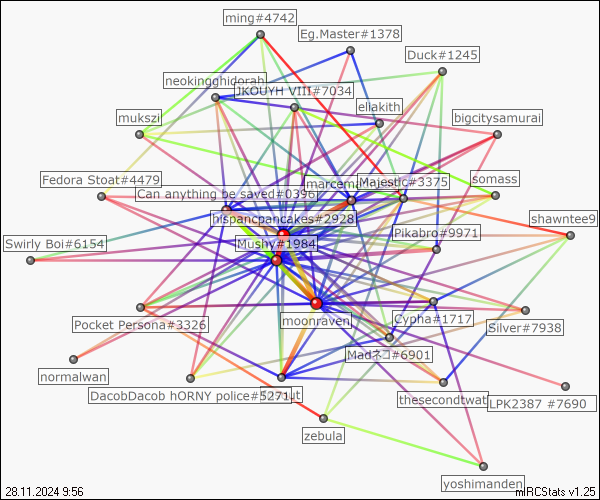 ming#4742
Eg.Master#1378
Duck#1245
neokingghidorah
JKOUYH VIII#7034
eliakith
mukszi
bigcitysamurai
Fedora Stoat#4479
Can anything be saved#0396
Majestic#3375
somass
hispancpancakes#2928
shawntee9
Swirly Boi#6154
Mushy#1984
Pikabro#9971
Pocket Persona#3326
moonraven
Cypha#1717
Silver#7938
Madネコ#6901
normalwan
DacobDacob hORNY police#5271
thesecondtwat
LPK2387 #7690
zebula
yoshimanden
28.11.2024 9:56
mIRCStats v1.25